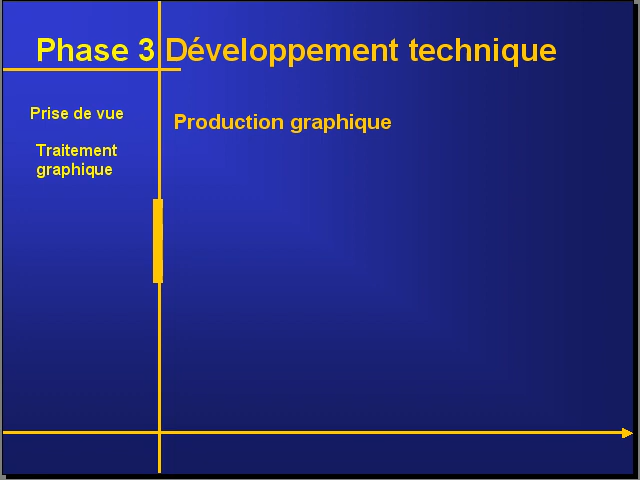 Phase 3 Développement technique
Prise de vue
Production graphique
Traitement
graphique